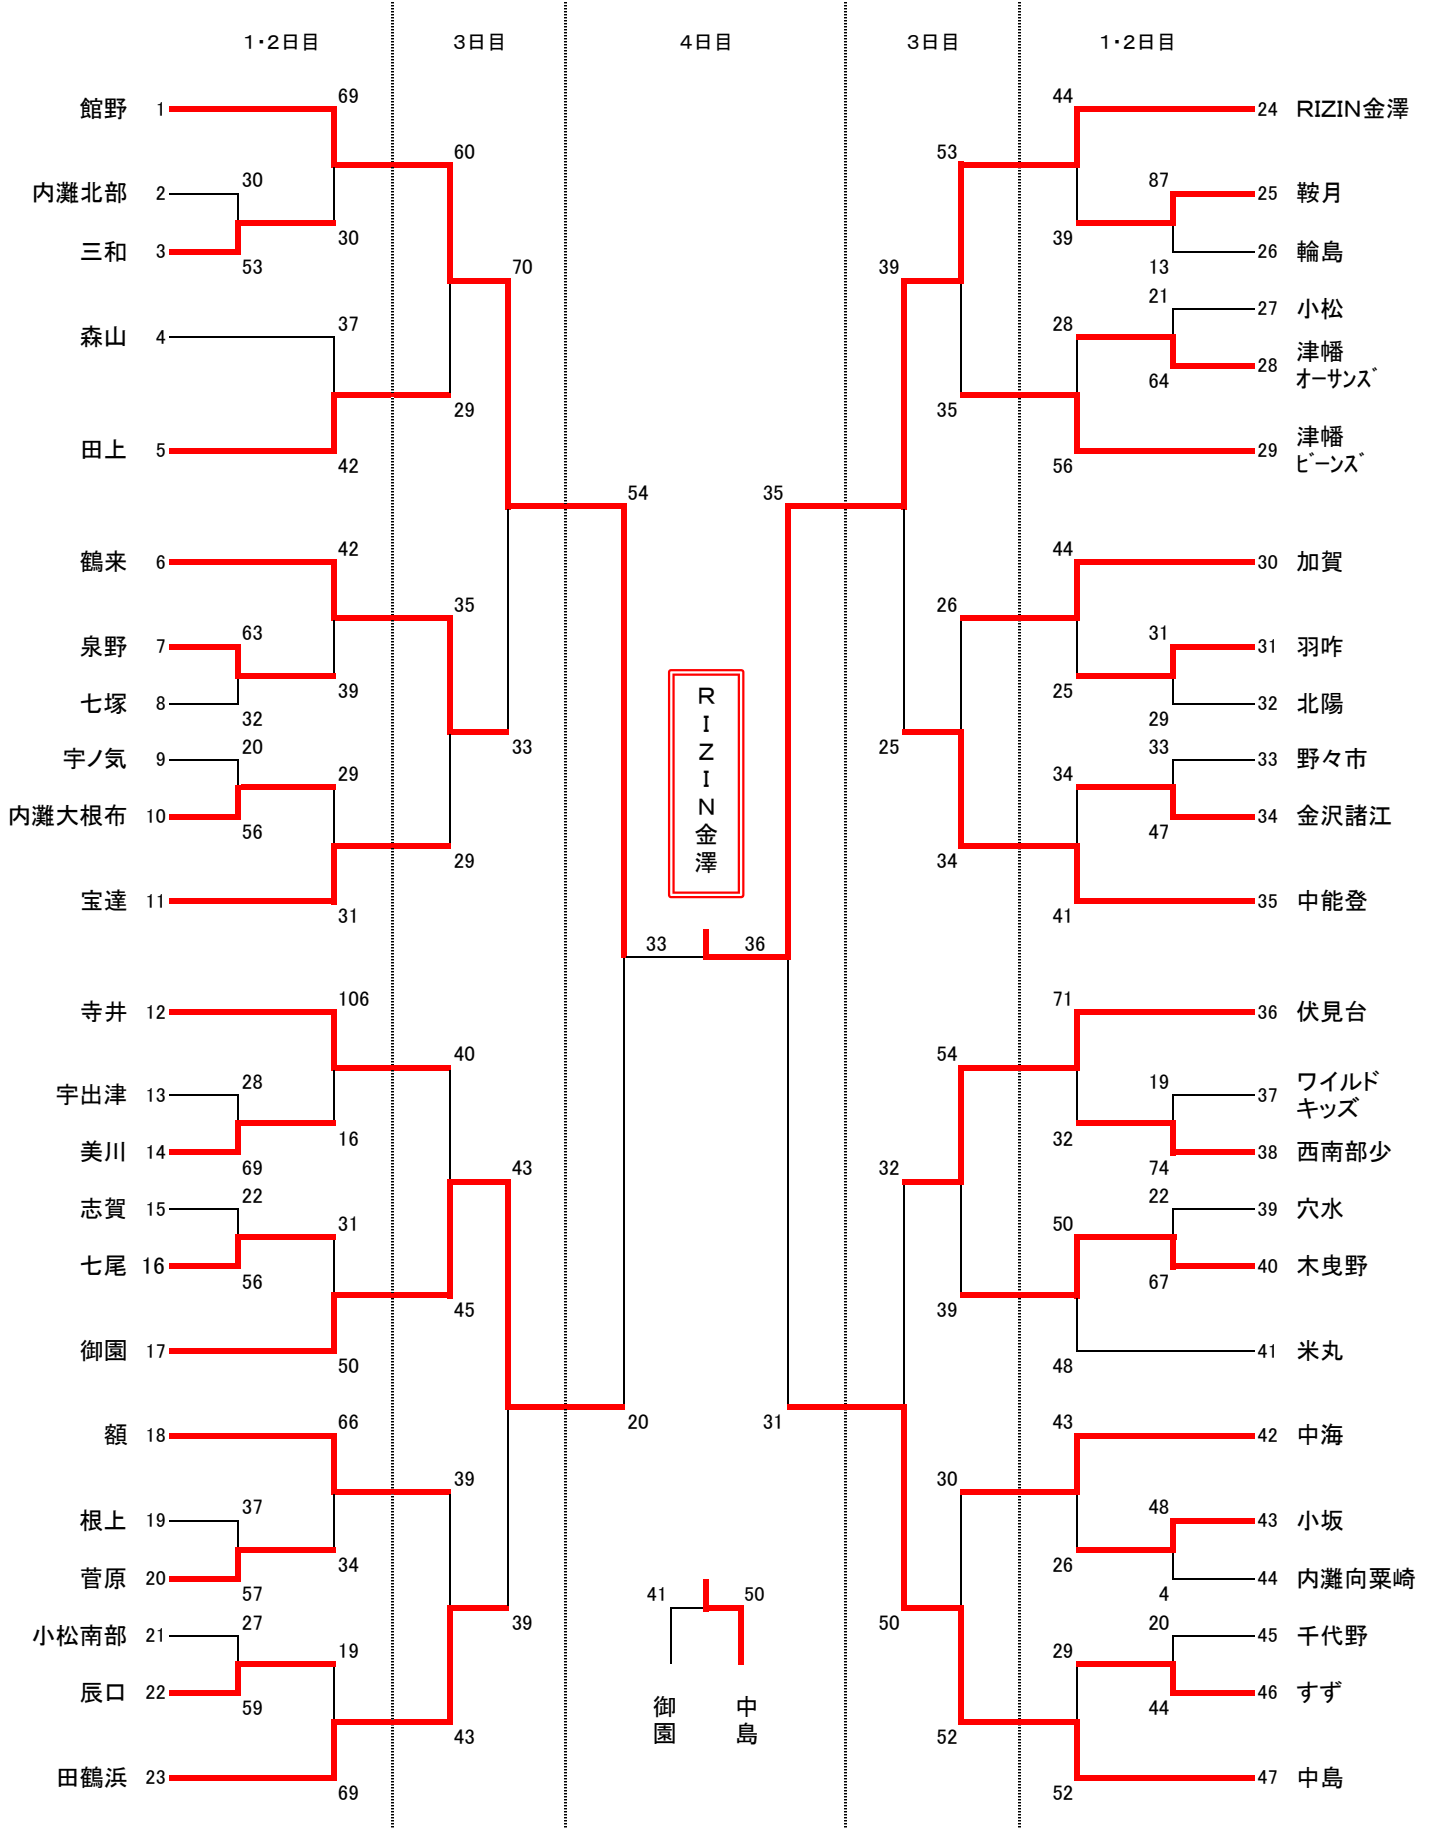 1・2日目 3日目 4日目 3日目 1・2日目
館野 1 69
60
内灘北部 2 30
三和 3 53
30
70
森山 4 37
29
田上 5 42
54
鶴来 6 42
35
泉野 7 63
七塚 8 32
39
33
宇ノ気 9 20
内灘大根布 10 56
29
29
宝達 11 31
33
寺井 12 106
40
宇出津 13 28
美川 14 69
16
43
志賀 15 22
七尾 16 56
31
45
御園 17 50
20
額 18 66
39
根上 19 37
菅原 20 57
34
39
小松南部 21 27
辰口 22 59
19
43
田鶴浜 23 69
RIZIN金澤
36
41 50
御園 中島
44 24 RIZIN金澤
53
87 25 鞍月
13 26 輪島
39
39
21 27 小松
64 28 津幡
オーサンズ
28
35
56 29 津幡
ビーンズ
35
44 30 加賀
26
31 31 羽咋
29 32 北陽
25
25
33 33 野々市
47 34 金沢諸江
34
34
41 35 中能登
71 36 伏見台
54
19 37 ワイルド
キッズ
74 38 西南部少
32
32
22 39 穴水
67 40 木曳野
50
39
48 41 米丸
31
43 42 中海
30
48 43 小坂
4 44 内灘向粟崎
26
50
20 45 千代野
44 46 すず
29
52
52 47 中島